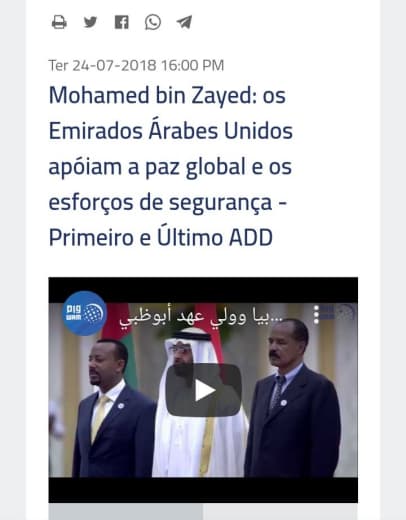 Ter 24-07-2018 16:00 PM
Mohamed bin Zayed: os
Emirados Árabes Unidos
apóiam a paz global e os
esforços de segurança -
Primeiro e Último ADD
وام
WAM
...بيا وولي عهد أبوظبي